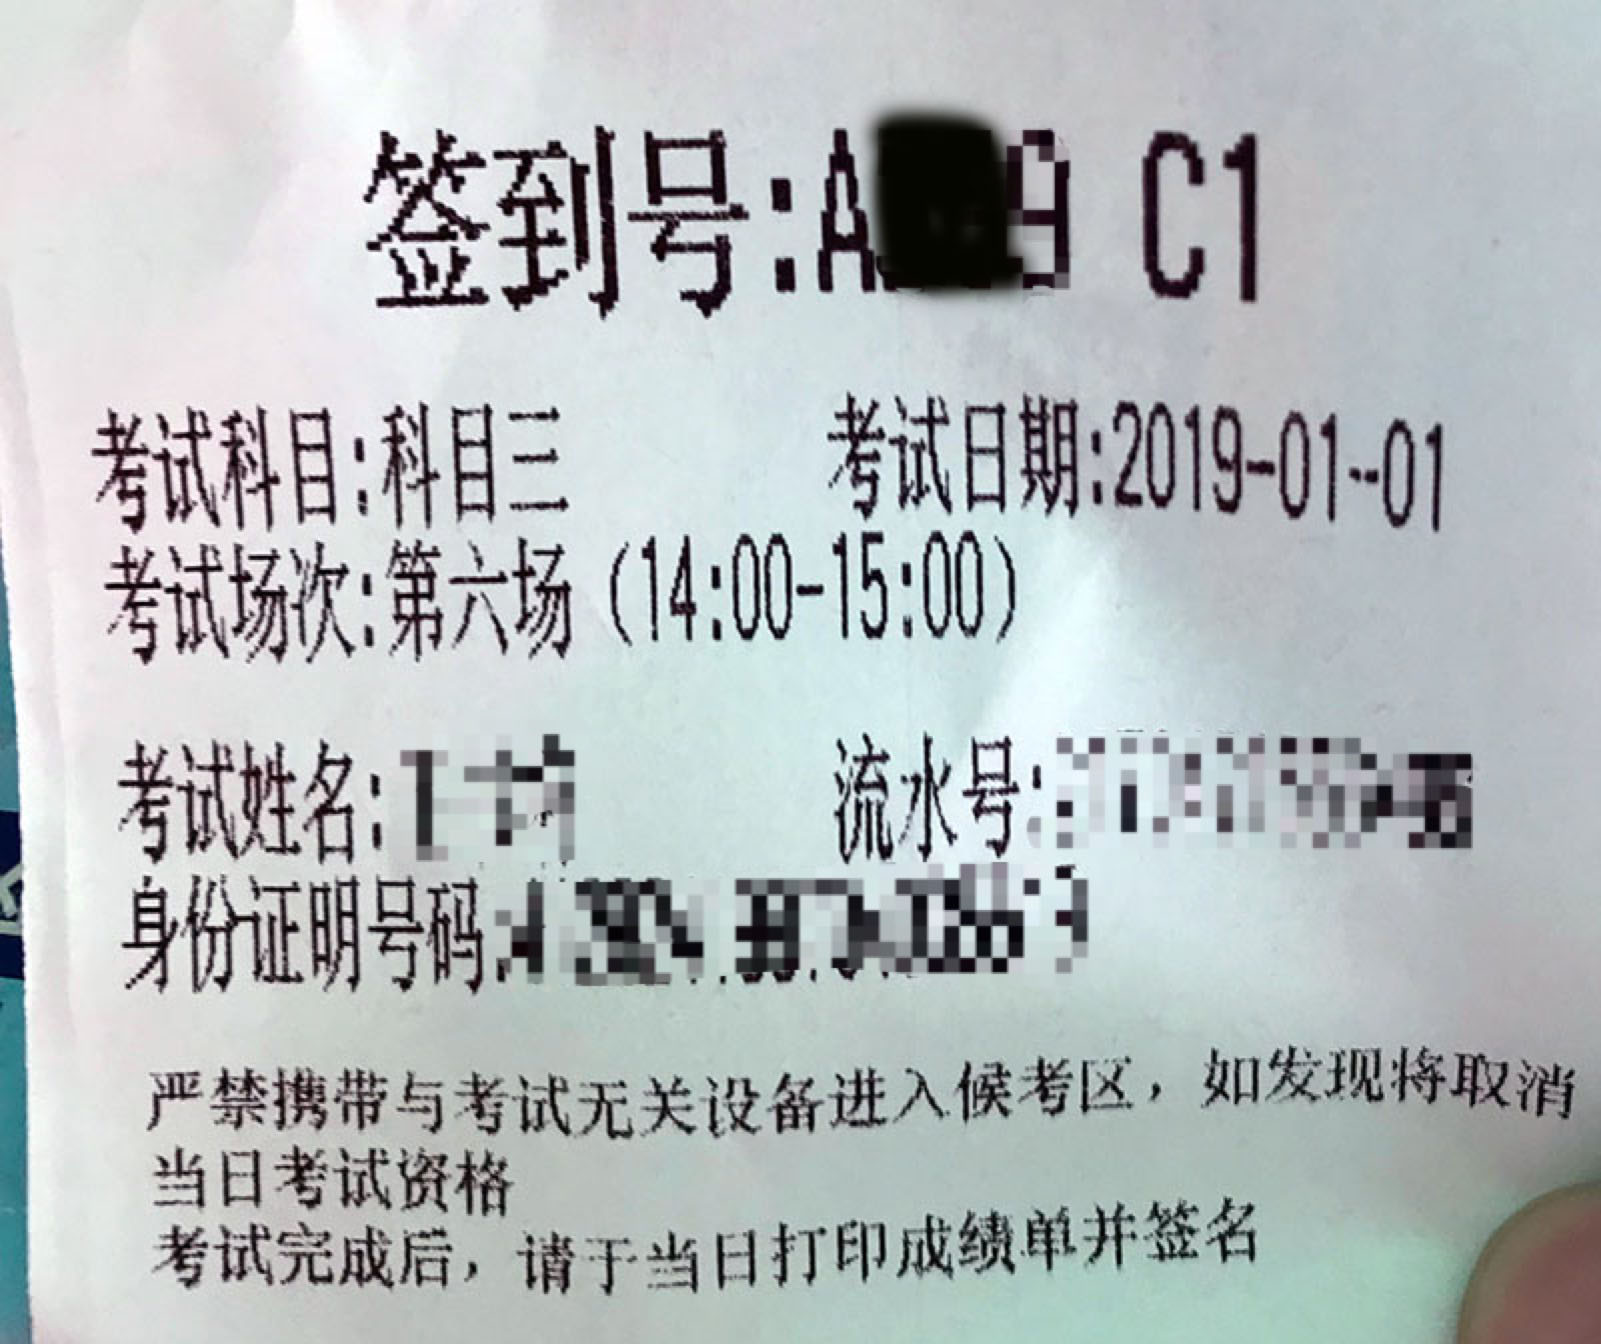 签到号:A 9 C1
考试科目:科目三 考试日期:2019-01-01
考试场次:第六场 (14:00-15:00)
考试姓名: 流水号:
身份证明号码:
严禁携带与考试无关设备进入候考区，如发现将取消
当日考试资格
考试完成后，请于当日打印成绩单并签名